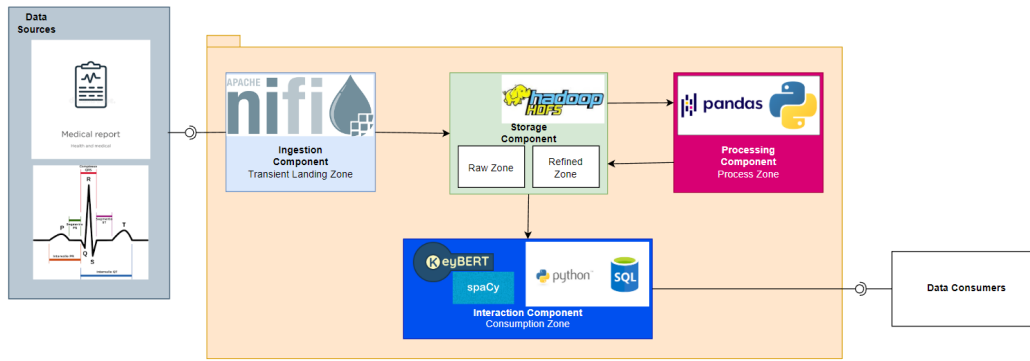 Data
Sources
Medical report
Health and medical
P
R
Q
S
T
APACHE
nifi
Ingestion
Component
Transient Landing Zone
hadoop
HDFS
Storage
Component
Raw Zone
Refined
Zone
pandas
Processing
Component
Process Zone
KeyBERT
spaCy
python
SQL
Interaction Component
Consumption Zone
Data Consumers